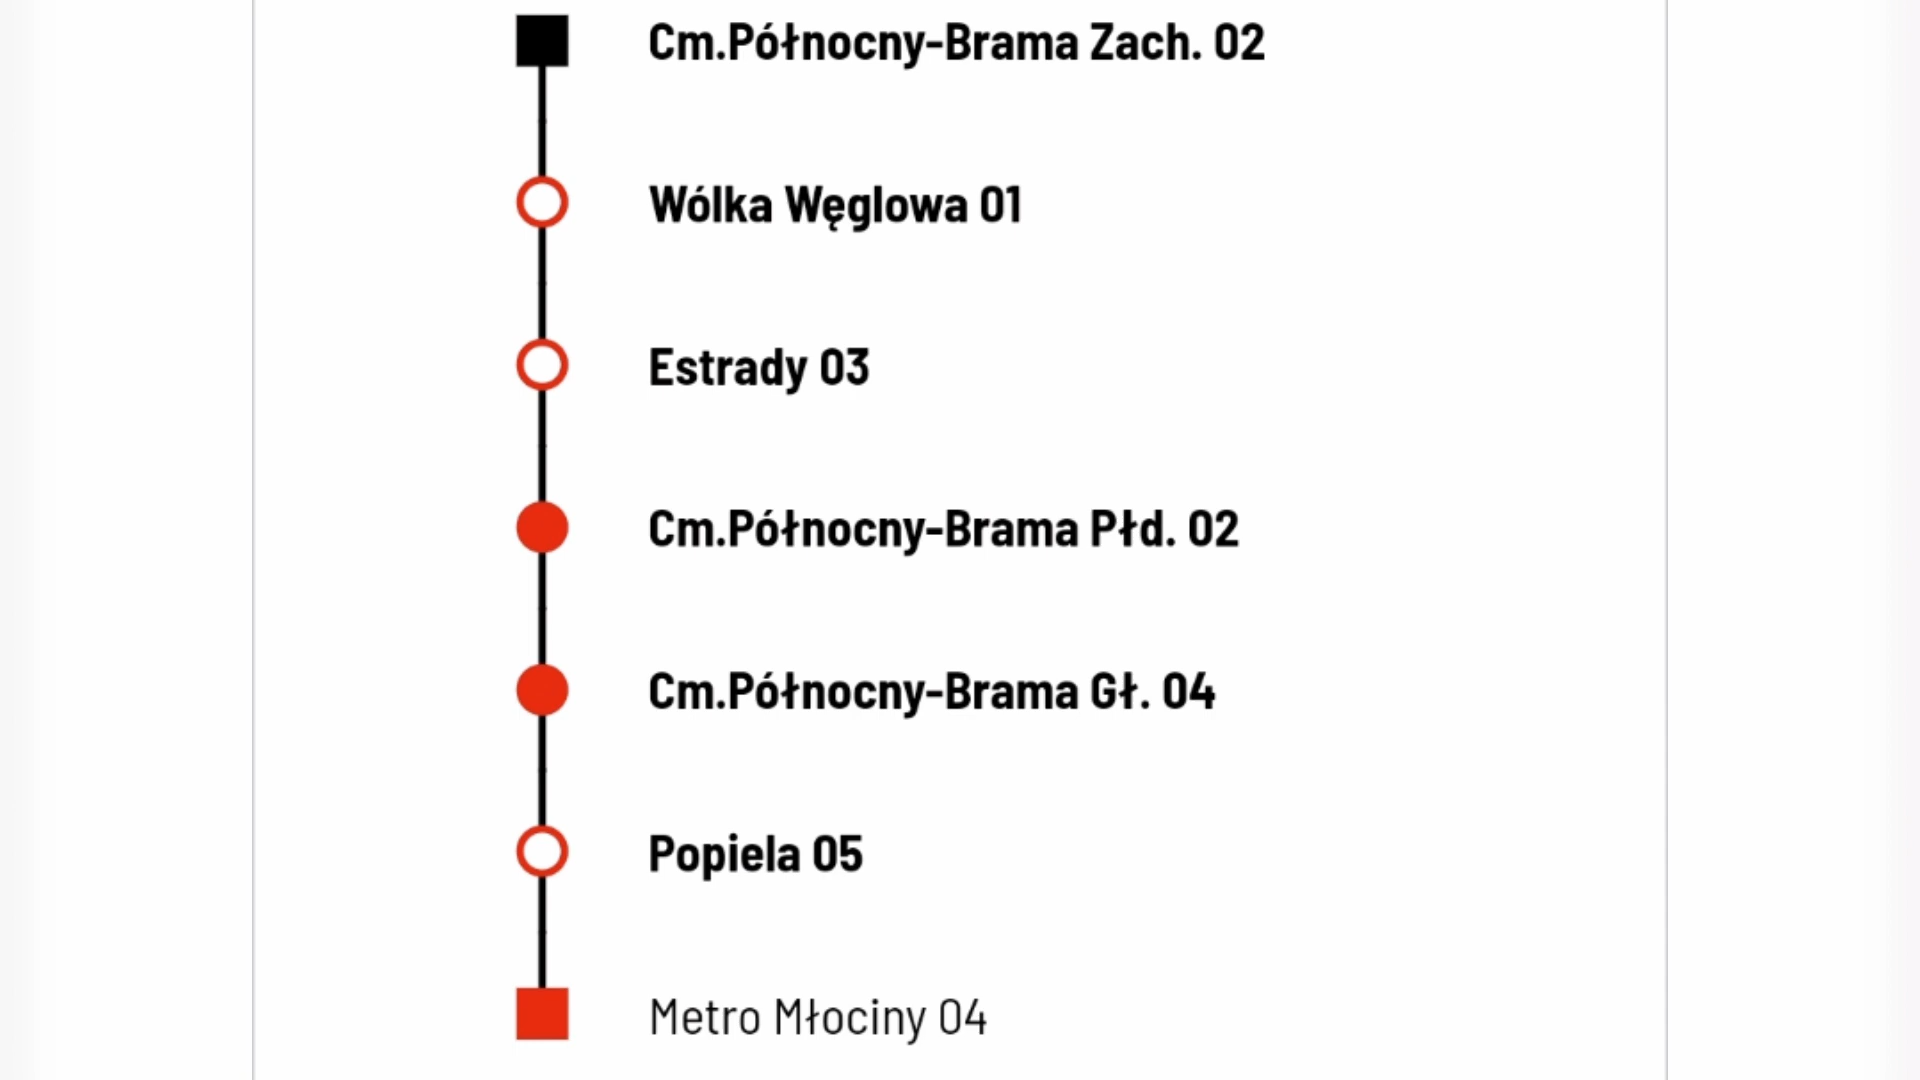 Cm.Północny-Brama Zach. 02
Wólka Węglowa 01
Estrady 03
Cm.Północny-Brama Płd. 02
Cm.Północny-Brama Gł. 04
Popiela 05
Metro Młociny 04